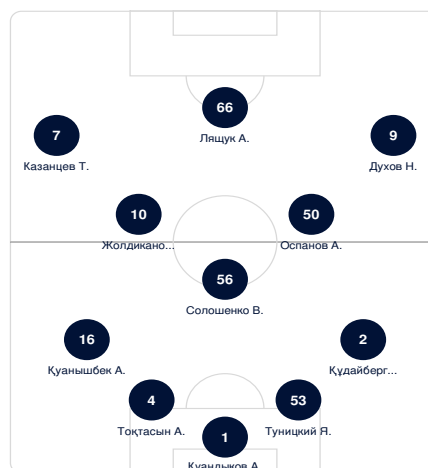 66
Лящук А.
7
Казанцев Т.
9
Духов Н.
10
Жолдикано...
50
Оспанов А.
56
Солошенко В.
16
Қуанышбек А.
2
Құдайберг...
4
Тоқтасын А.
53
Туницкий Я.
1
Куандыков А.